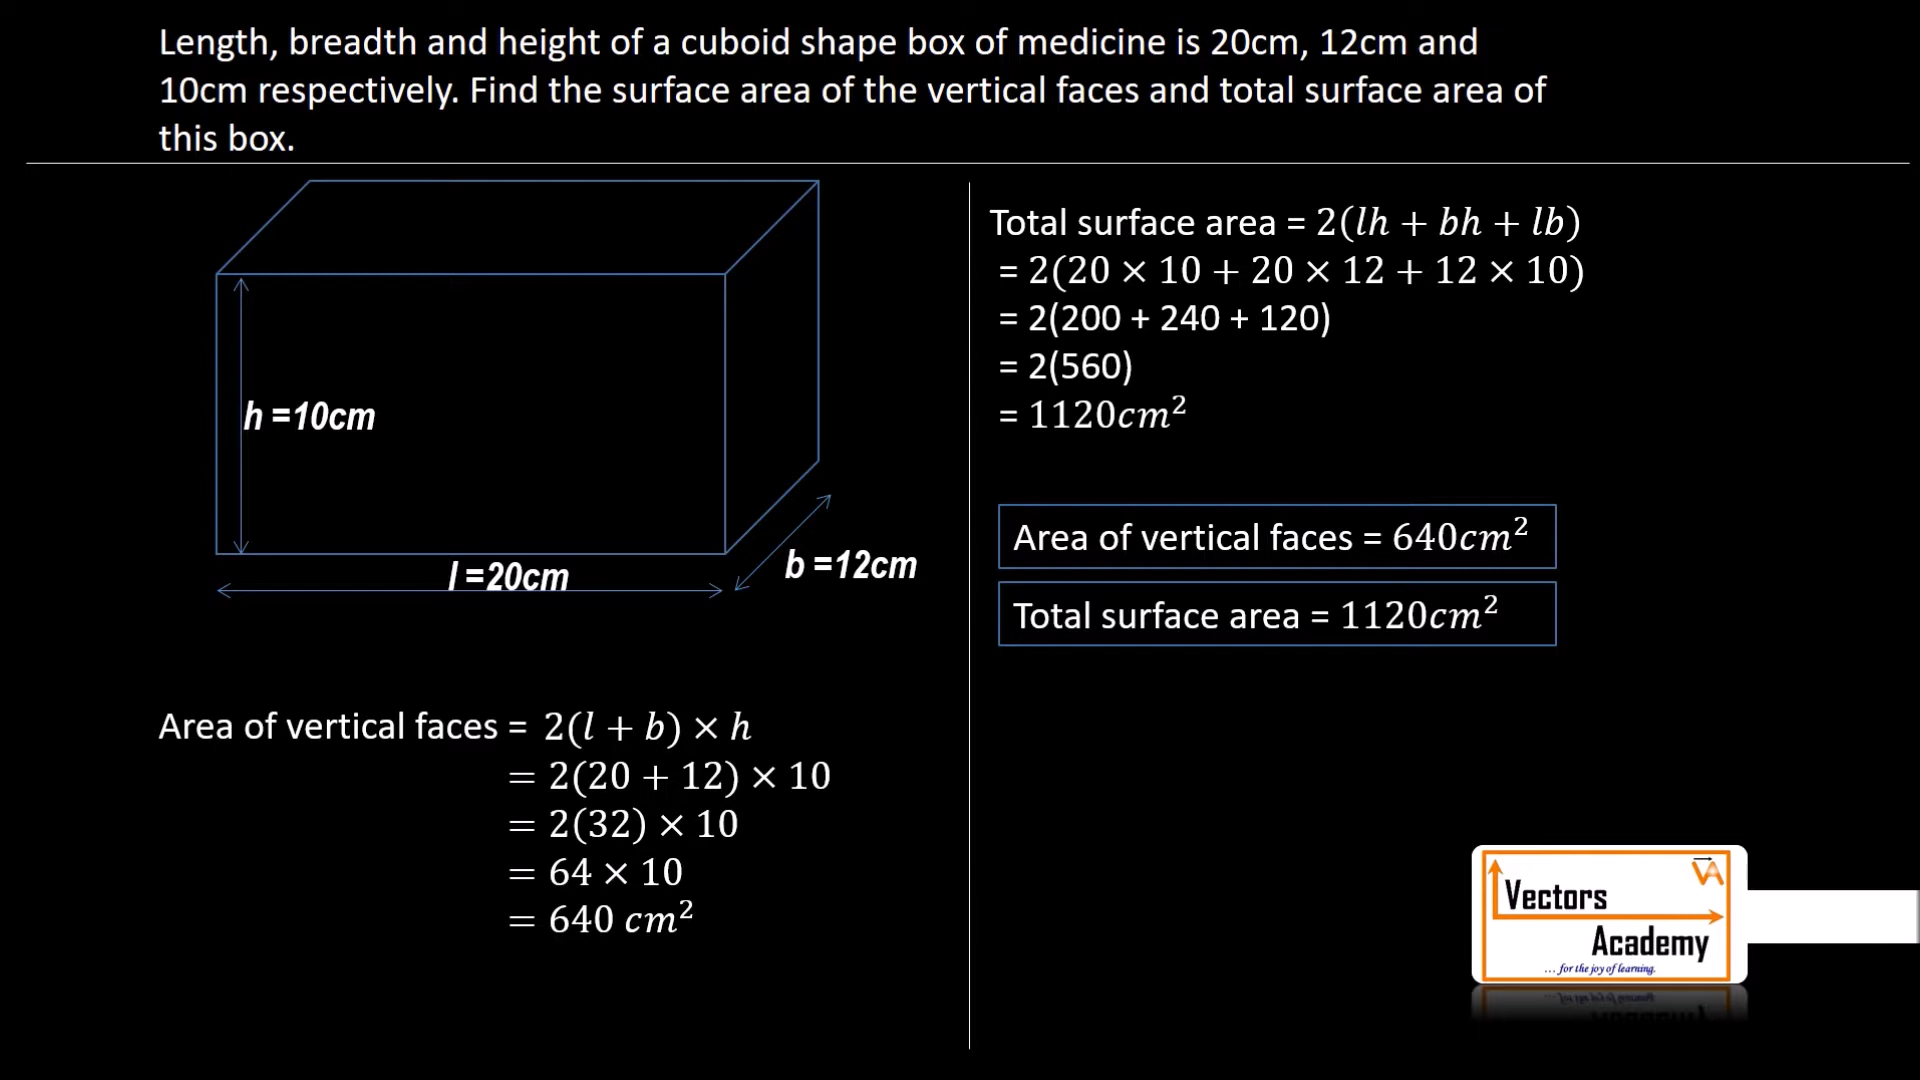 Length, breadth and height of a cuboid shape box of medicine is 20cm, 12cm and
10cm respectively. Find the surface area of the vertical faces and total surface area of
this box.
h =10cm
l =20cm
b =12cm
Area of vertical faces = 2(l + b) × h
= 2(20 + 12) × 10
= 2(32) × 10
= 64 × 10
= 640 cm²
Total surface area = 2(lh + bh + lb)
= 2(20 × 10 + 20 × 12 + 12 × 10)
= 2(200 + 240 + 120)
= 2(560)
= 1120cm²
Area of vertical faces = 640cm²
Total surface area = 1120cm²
VA
Vectors
Academy
... for the joy of learning.